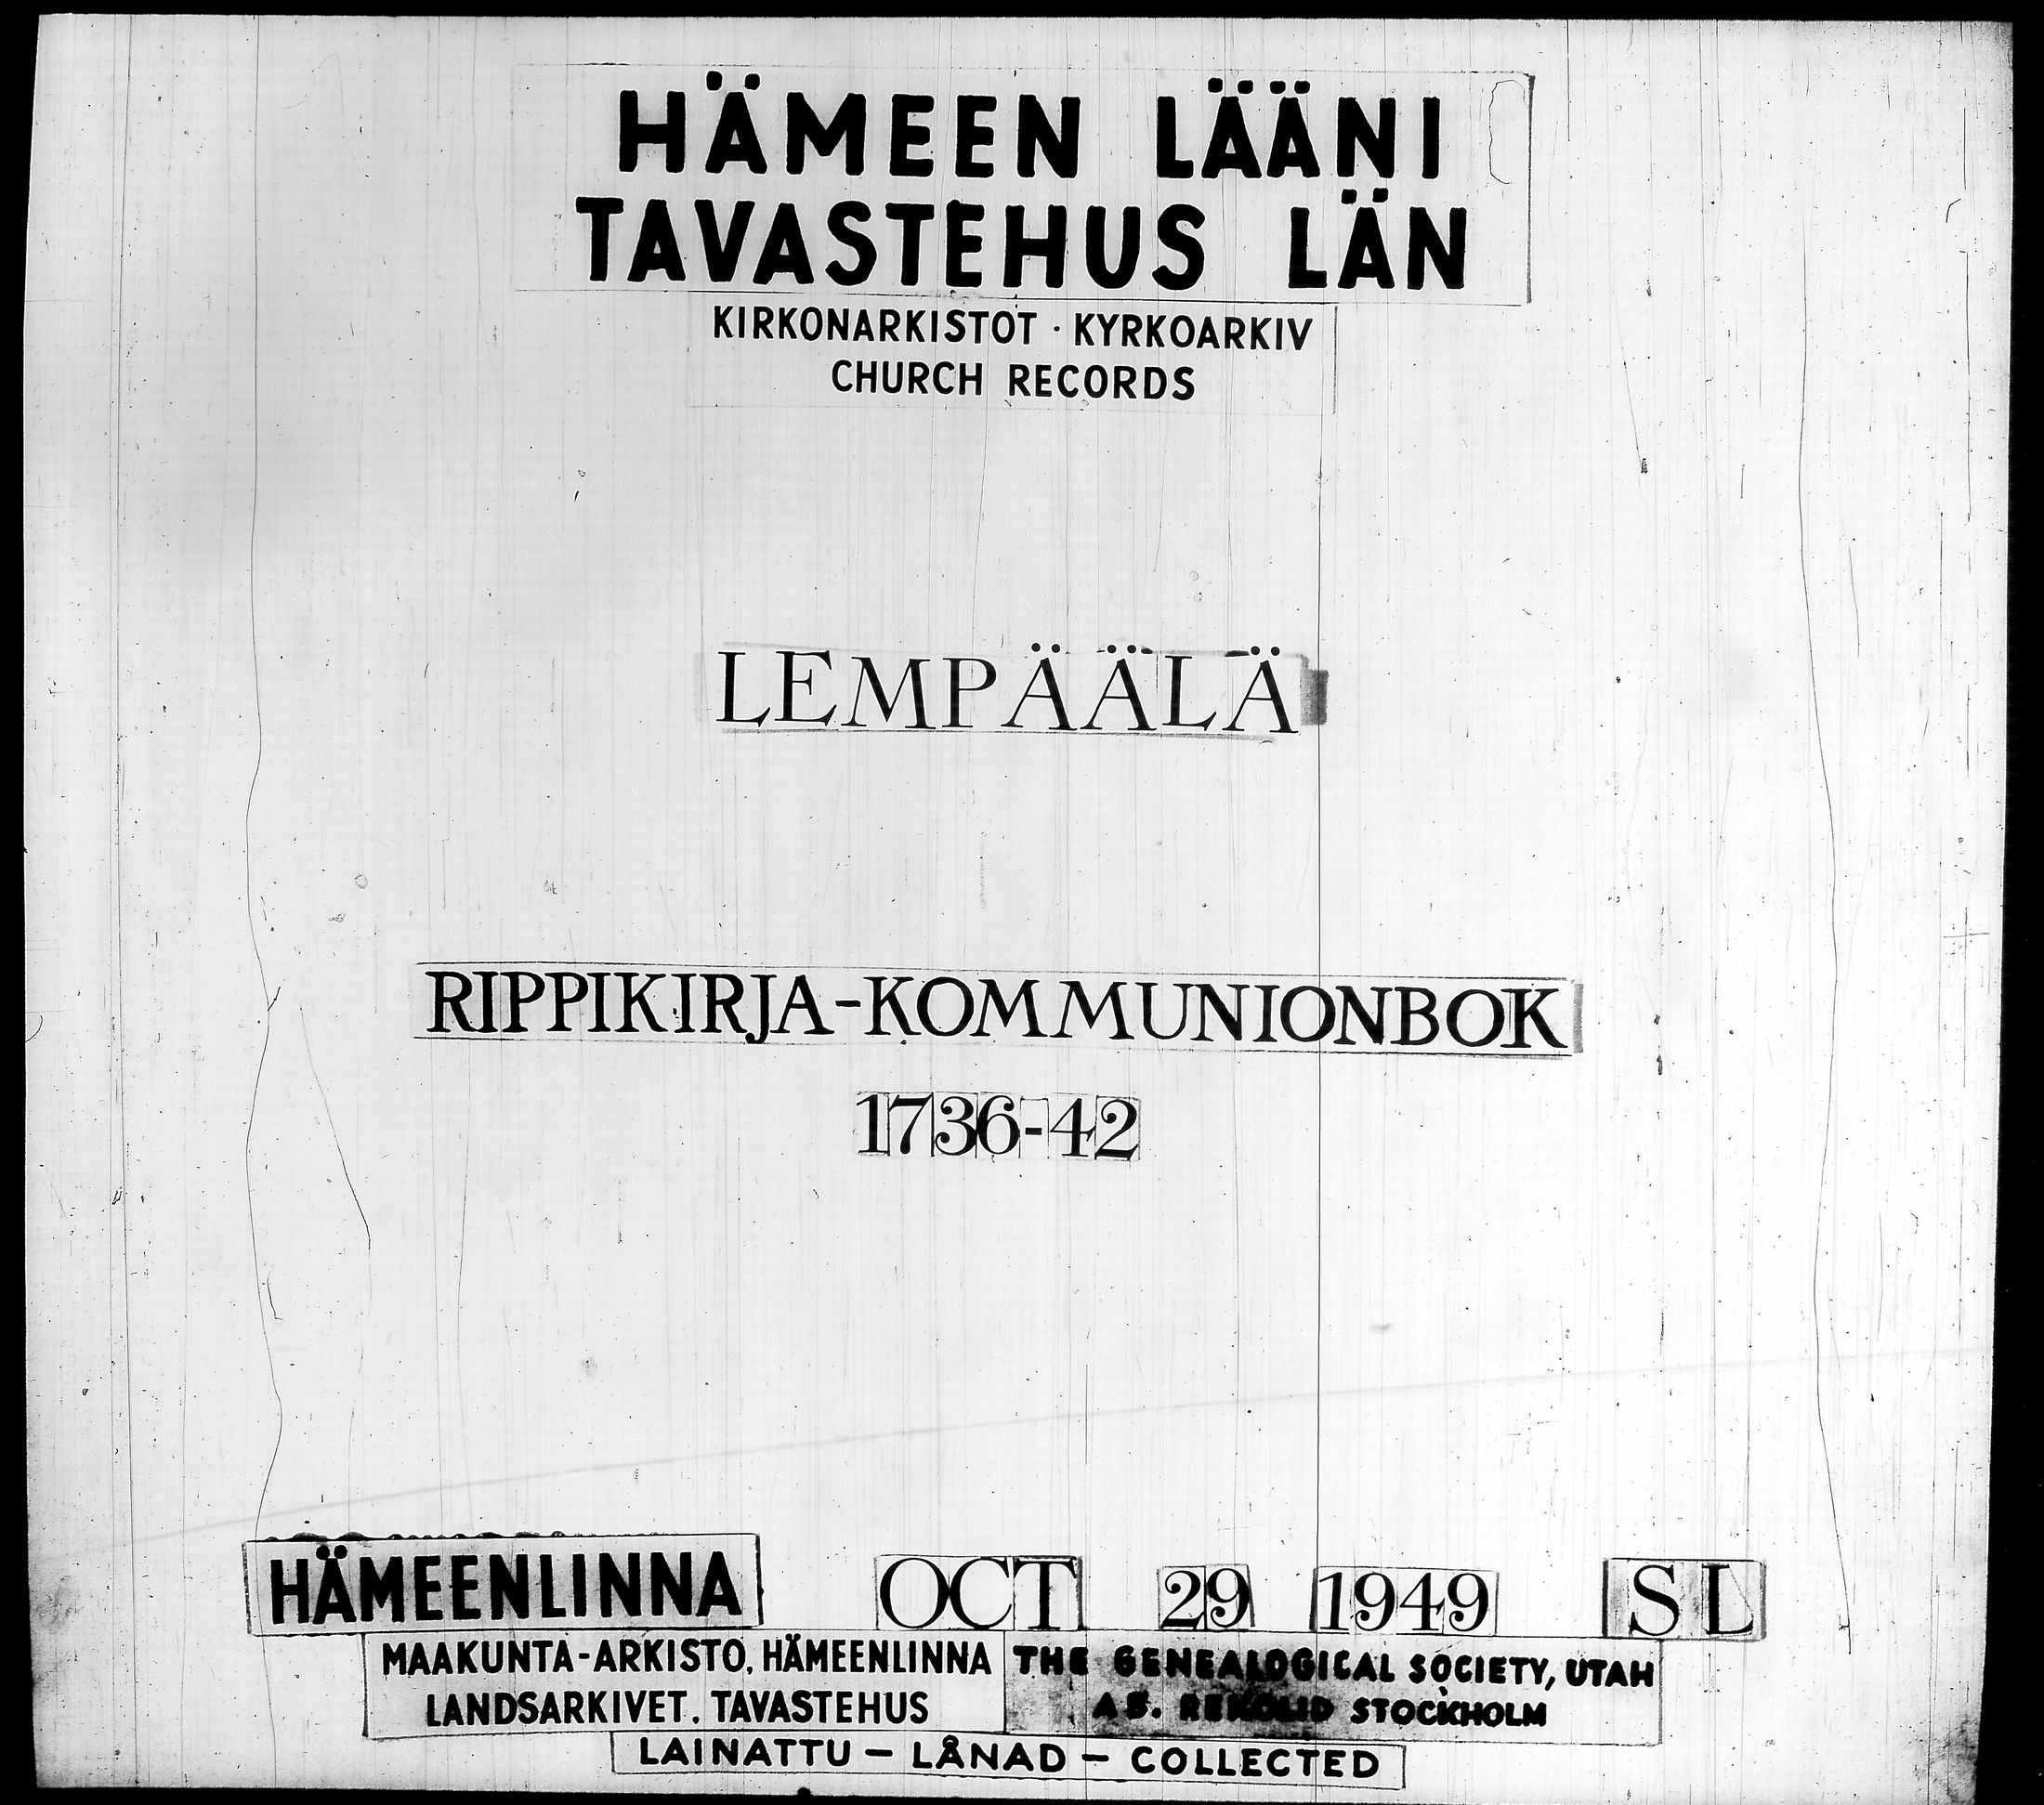 HÄMEEN LÄÄNI
TAVASTEHUS LÄN
KIRKONARKISTOT · KYRKOARKIV
CHURCH RECORDS
LEMPÄÄLÄ
RIPPIKIRJA-KOMMUNIONBOK
1736-42
HÄMEENLINNA OCT 29 1949 S L
MAAKUNTA-ARKISTO, HÄMEENLINNA
LANDSARKIVET. TAVASTEHUS
THE GENEALOGICAL SOCIETY, UTAH
AB. REKOLID STOCKHOLM
LAINATTU — LÅNAD — COLLECTED